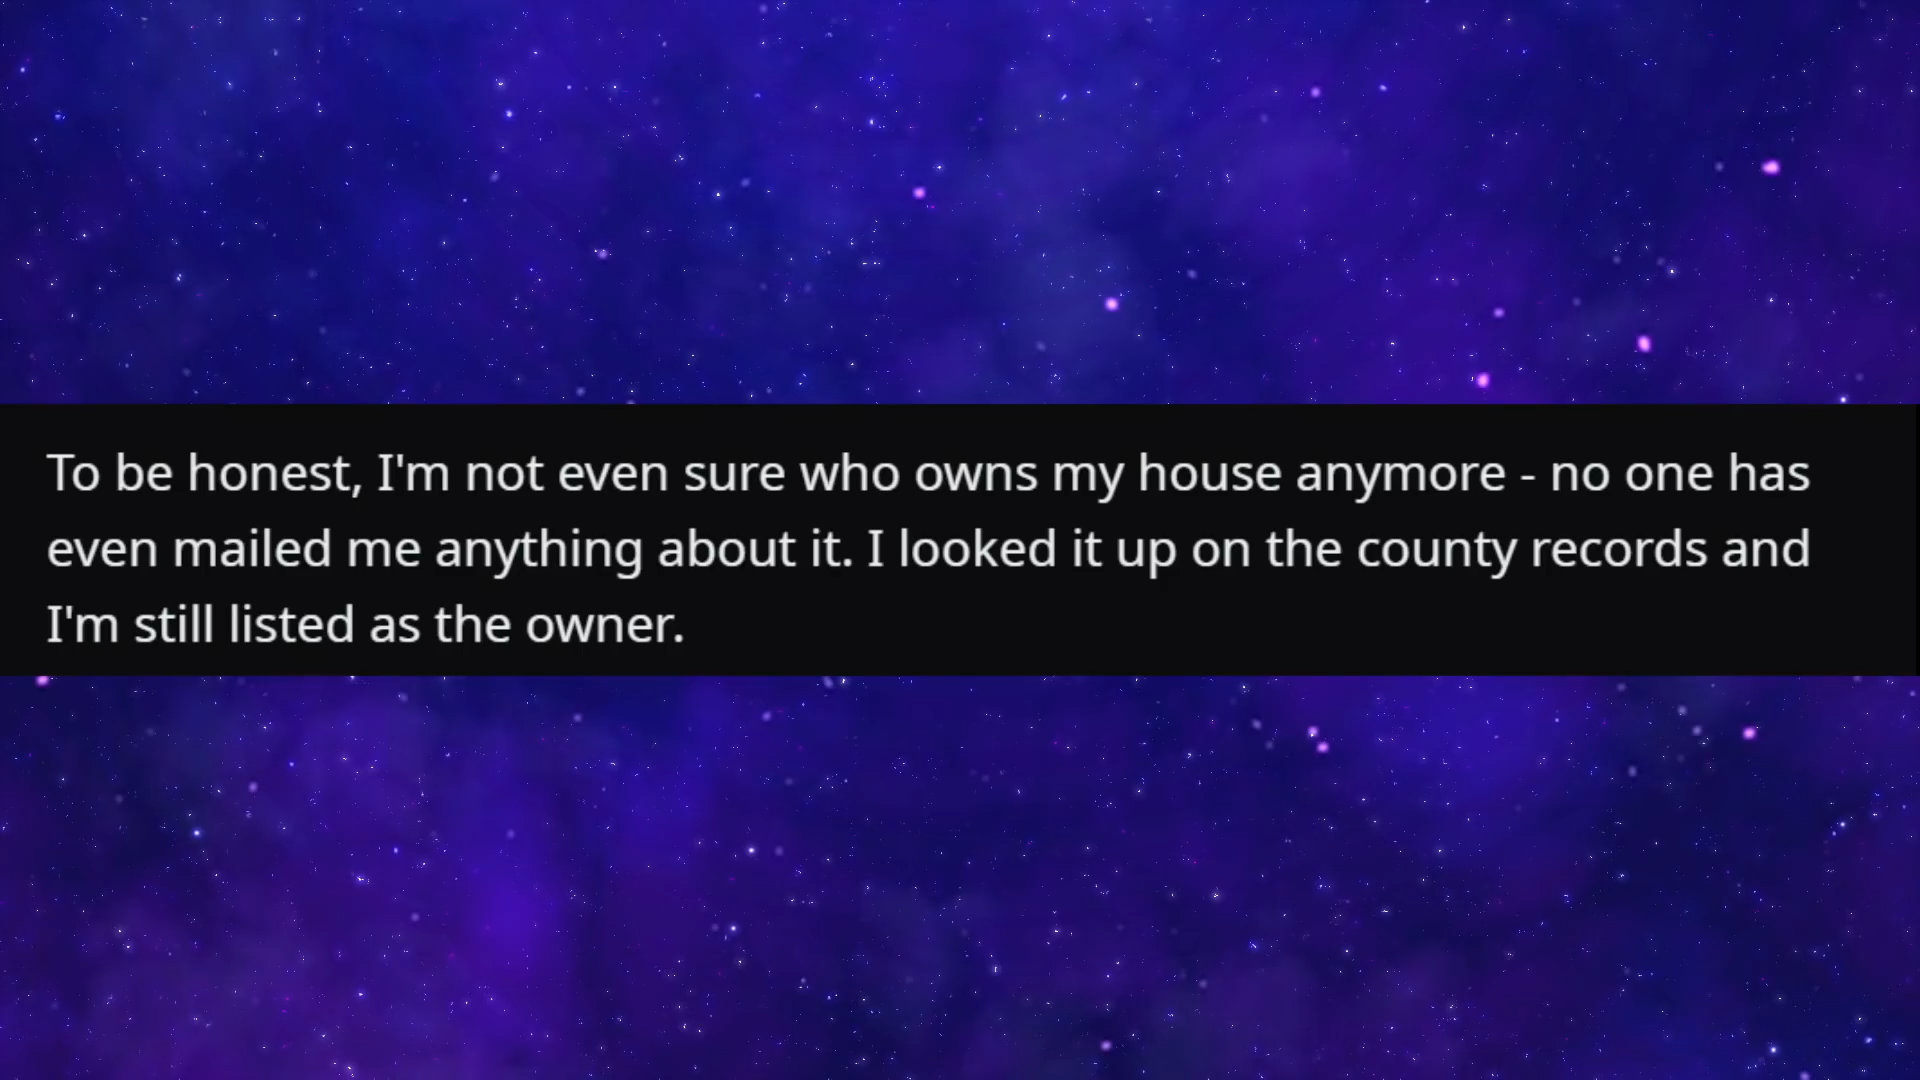 To be honest, I'm not even sure who owns my house anymore - no one has
even mailed me anything about it. I looked it up on the county records and
I'm still listed as the owner.